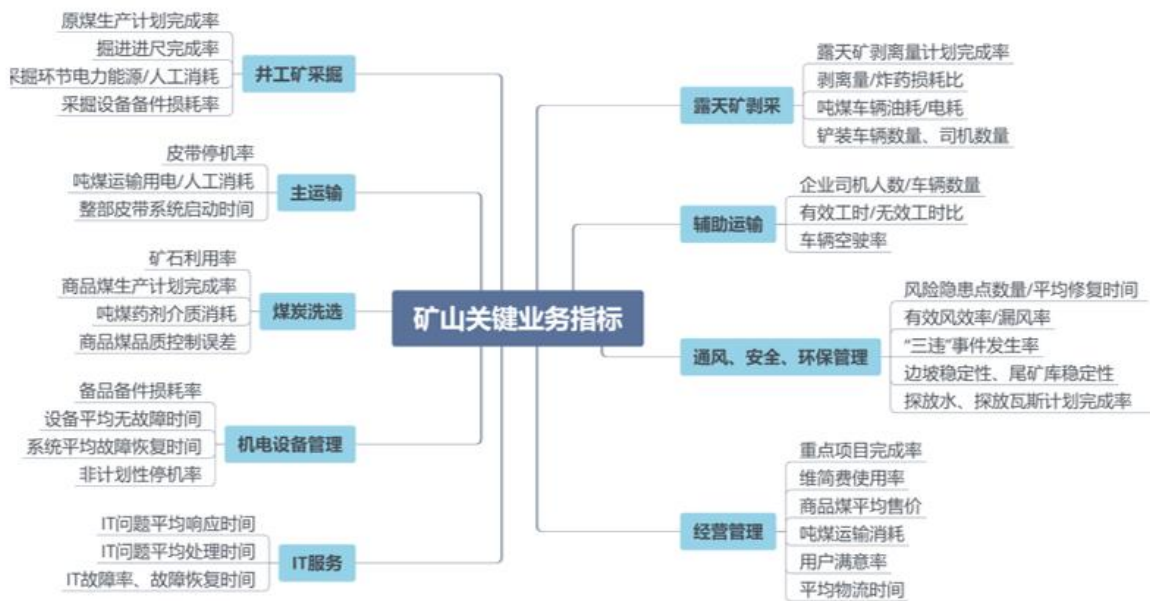 矿山关键业务指标
井工矿采掘
原煤生产计划完成率
掘进进尺完成率
采掘环节电力能源/人工消耗
采掘设备备件损耗率
主运输
皮带停机率
吨煤运输用电/人工消耗
整部皮带系统启动时间
煤炭洗选
矿石利用率
商品煤生产计划完成率
吨煤药剂介质消耗
商品煤品质控制误差
机电设备管理
备品备件损耗率
设备平均无故障时间
系统平均故障恢复时间
非计划性停机率
IT服务
IT问题平均响应时间
IT问题平均处理时间
IT故障率、故障恢复时间
露天矿剥采
露天矿剥离量计划完成率
剥离量/炸药损耗比
吨煤车辆油耗/电耗
铲装车辆数量、司机数量
辅助运输
企业司机人数/车辆数量
有效工时/无效工时比
车辆空驶率
通风、安全、环保管理
风险隐患点数量/平均修复时间
有效风效率/漏风率
“三违”事件发生率
边坡稳定性、尾矿库稳定性
探放水、探放瓦斯计划完成率
经营管理
重点项目完成率
维简费使用率
商品煤平均售价
吨煤运输消耗
用户满意率
平均物流时间